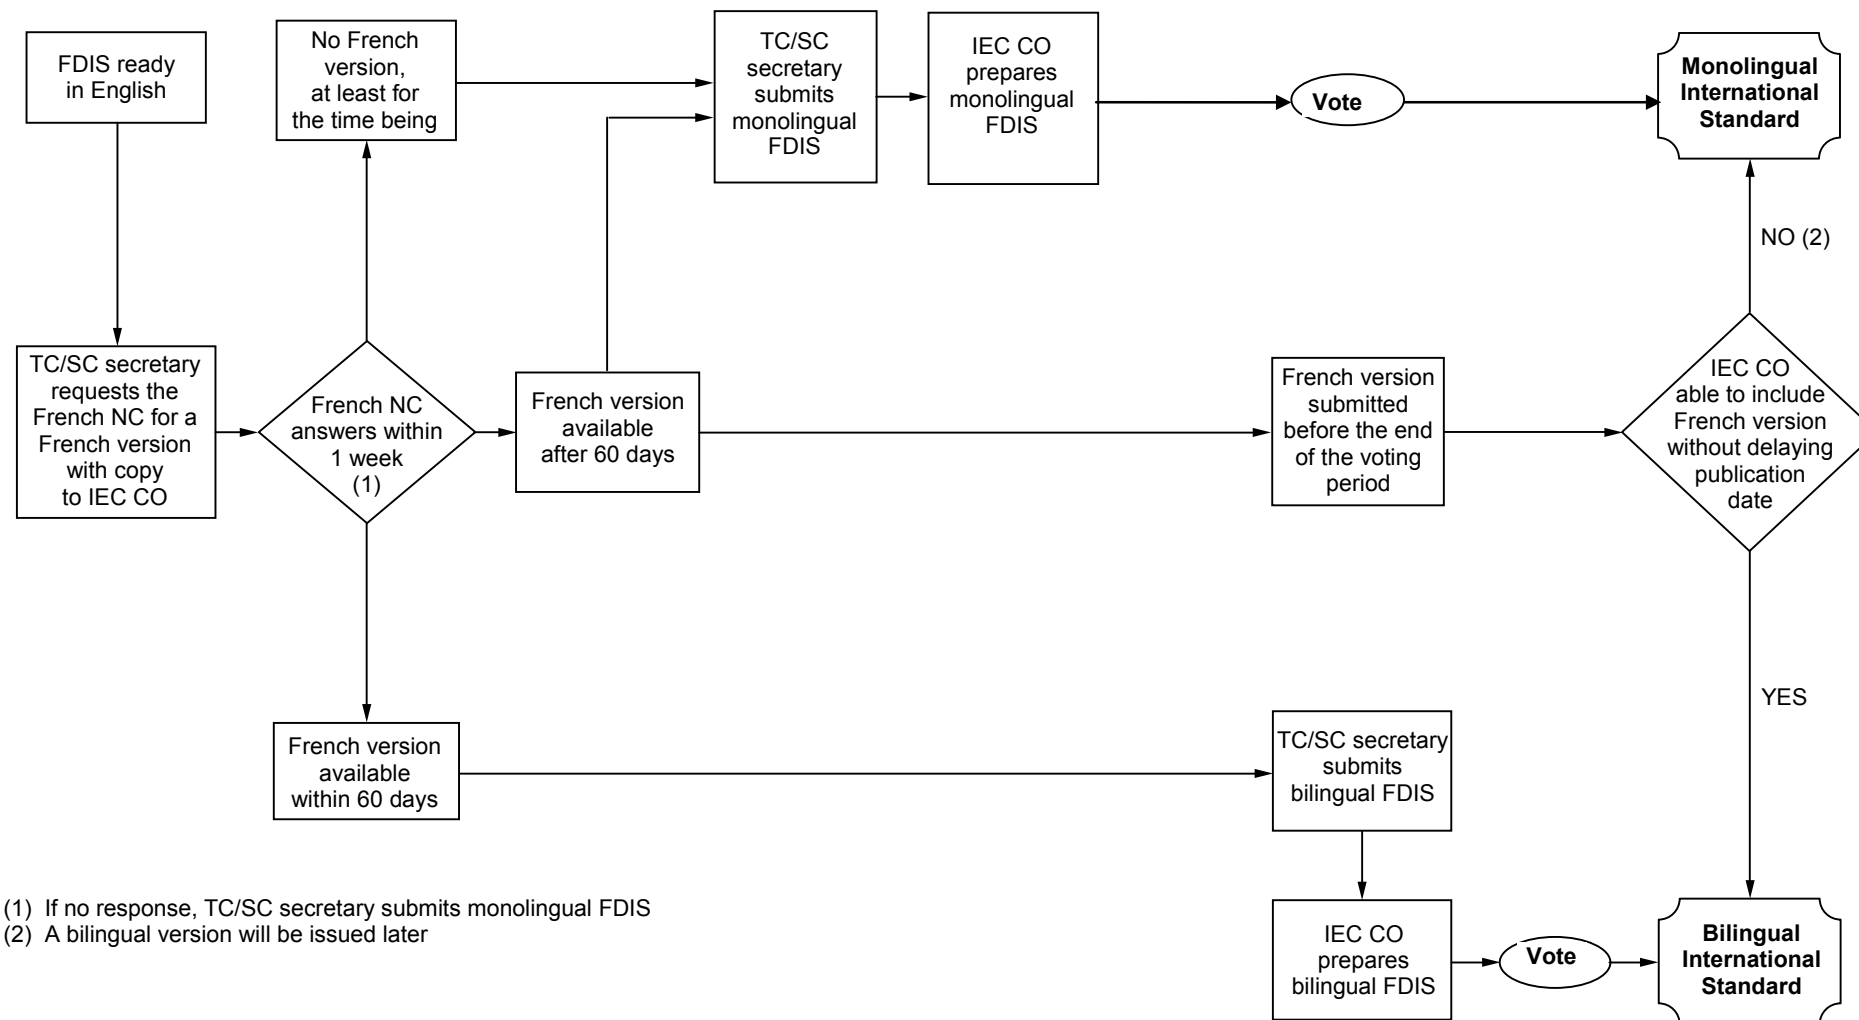 FDIS ready
in English
No French
version,
at least for
the time being
TC/SC
secretary
submits
monolingual
FDIS
IEC CO
prepares
monolingual
FDIS
Vote
Monolingual
International
Standard
NO (2)
TC/SC secretary
requests the
French NC for a
French version
with copy
to IEC CO
French NC
answers within
1 week
(1)
French version
available
after 60 days
French version
submitted
before the end
of the voting
period
IEC CO
able to include
French version
without delaying
publication
date
YES
French version
available
within 60 days
TC/SC secretary
submits
bilingual FDIS
IEC CO
prepares
bilingual FDIS
Vote
Bilingual
International
Standard
(1) If no response, TC/SC secretary submits monolingual FDIS
(2) A bilingual version will be issued later